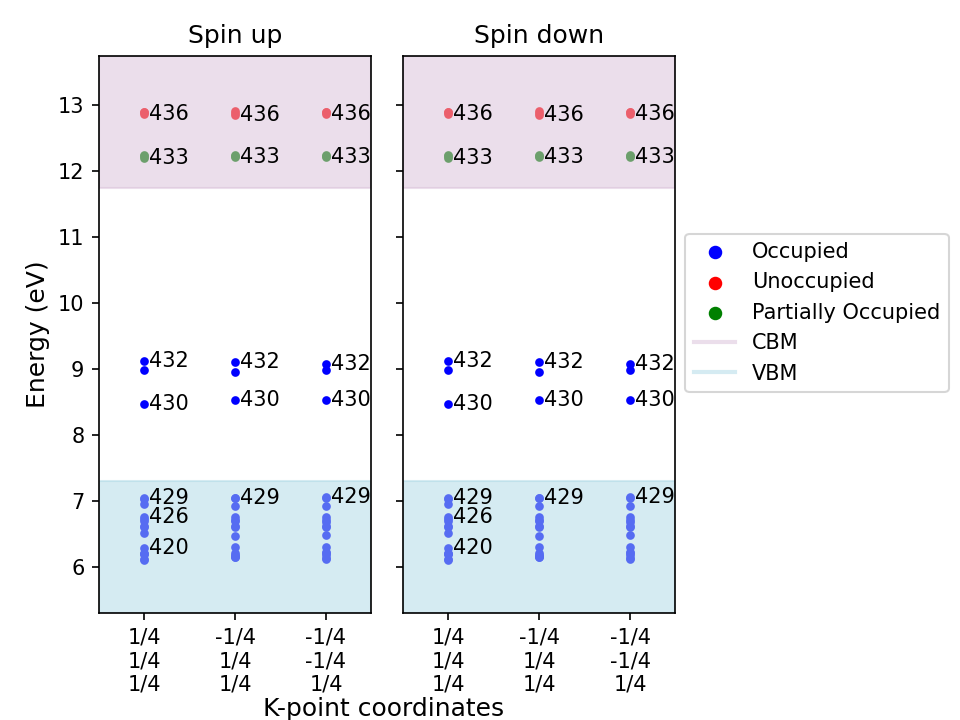 Spin up
Spin down
Energy (eV)
13
12
11
10
9
8
7
6
436 436 436
433 433 433
432 432 432
430 430 430
429 429 429
426
420
436 436 436
433 433 433
432 432 432
430 430 430
429 429 429
426
420
Occupied
Unoccupied
Partially Occupied
CBM
VBM
1/4 -1/4 -1/4 1/4 -1/4 -1/4
1/4 1/4 -1/4 1/4 1/4 -1/4
1/4 1/4 1/4 1/4 1/4 1/4
K-point coordinates